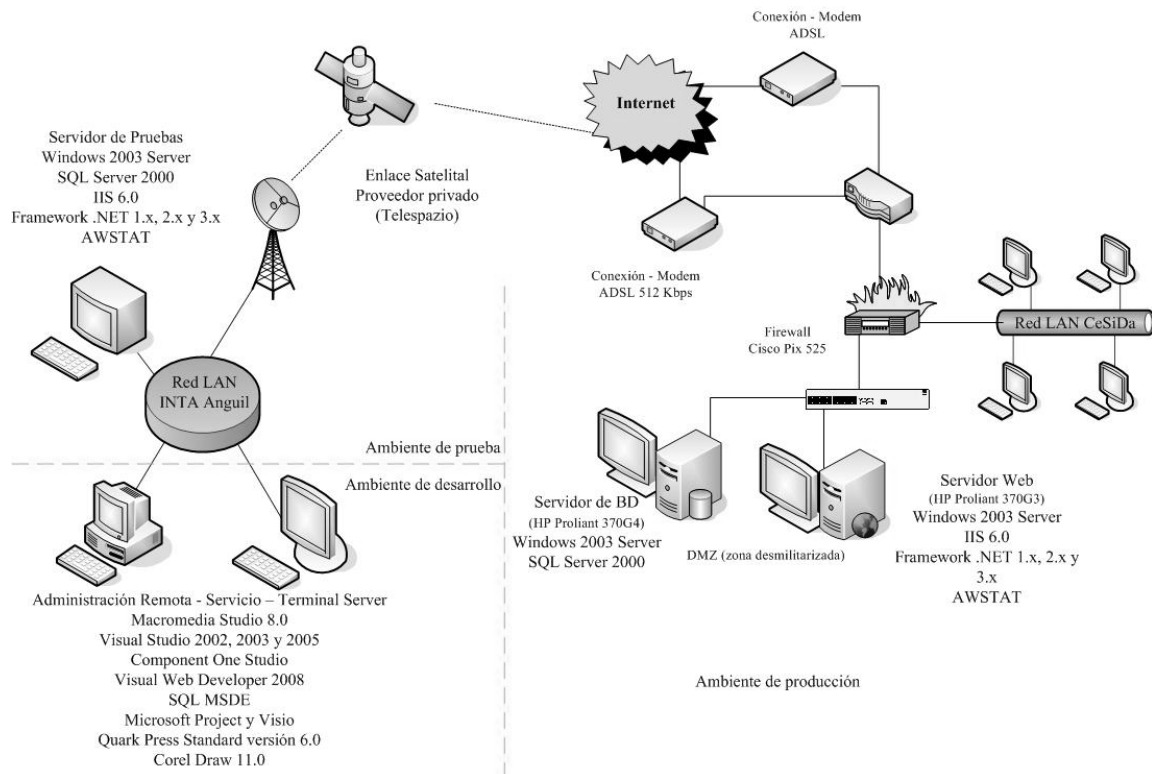 Conexión - Modem
ADSL
Internet
Servidor de Pruebas
Windows 2003 Server
SQL Server 2000
IIS 6.0
Framework .NET 1.x, 2.x y 3.x
AWSTAT
Enlace Satelital
Proveedor privado
(Telespazio)
Conexión - Modem
ADSL 512 Kbps
Firewall
Cisco Pix 525
Red LAN CeSiDa
Red LAN
INTA Anguil
Ambiente de prueba
Ambiente de desarrollo
Servidor de BD
(HP Proliant 370G4)
Windows 2003 Server
SQL Server 2000
DMZ (zona desmilitarizada)
Servidor Web
(HP Proliant 370G3)
Windows 2003 Server
IIS 6.0
Framework .NET 1.x, 2.x y
3.x
AWSTAT
Administración Remota - Servicio – Terminal Server
Macromedia Studio 8.0
Visual Studio 2002, 2003 y 2005
Component One Studio
Visual Web Developer 2008
SQL MSDE
Microsoft Project y Visio
Quark Press Standard versión 6.0
Corel Draw 11.0
Ambiente de producción